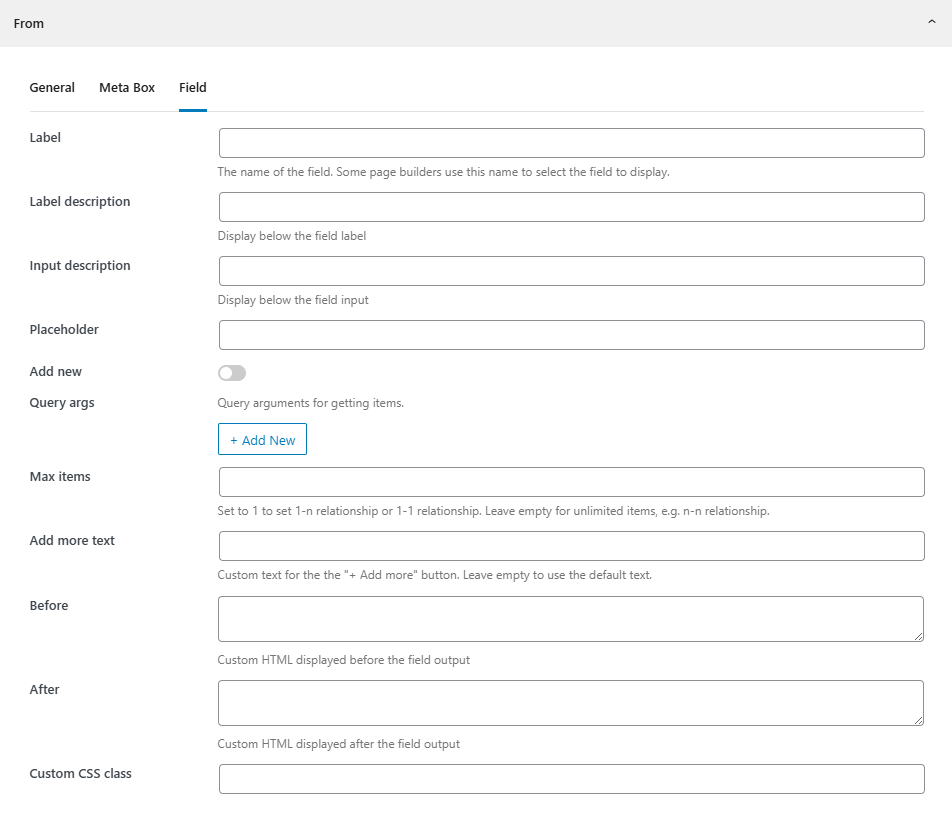 From
General Meta Box Field
Label
The name of the field. Some page builders use this name to select the field to display.
Label description
Display below the field label
Input description
Display below the field input
Placeholder
Add new
Query args
Query arguments for getting items.
+ Add New
Max items
Set to 1 to set 1-n relationship or 1-1 relationship. Leave empty for unlimited items, e.g. n-n relationship.
Add more text
Custom text for the the "+ Add more" button. Leave empty to use the default text.
Before
Custom HTML displayed before the field output
After
Custom HTML displayed after the field output
Custom CSS class